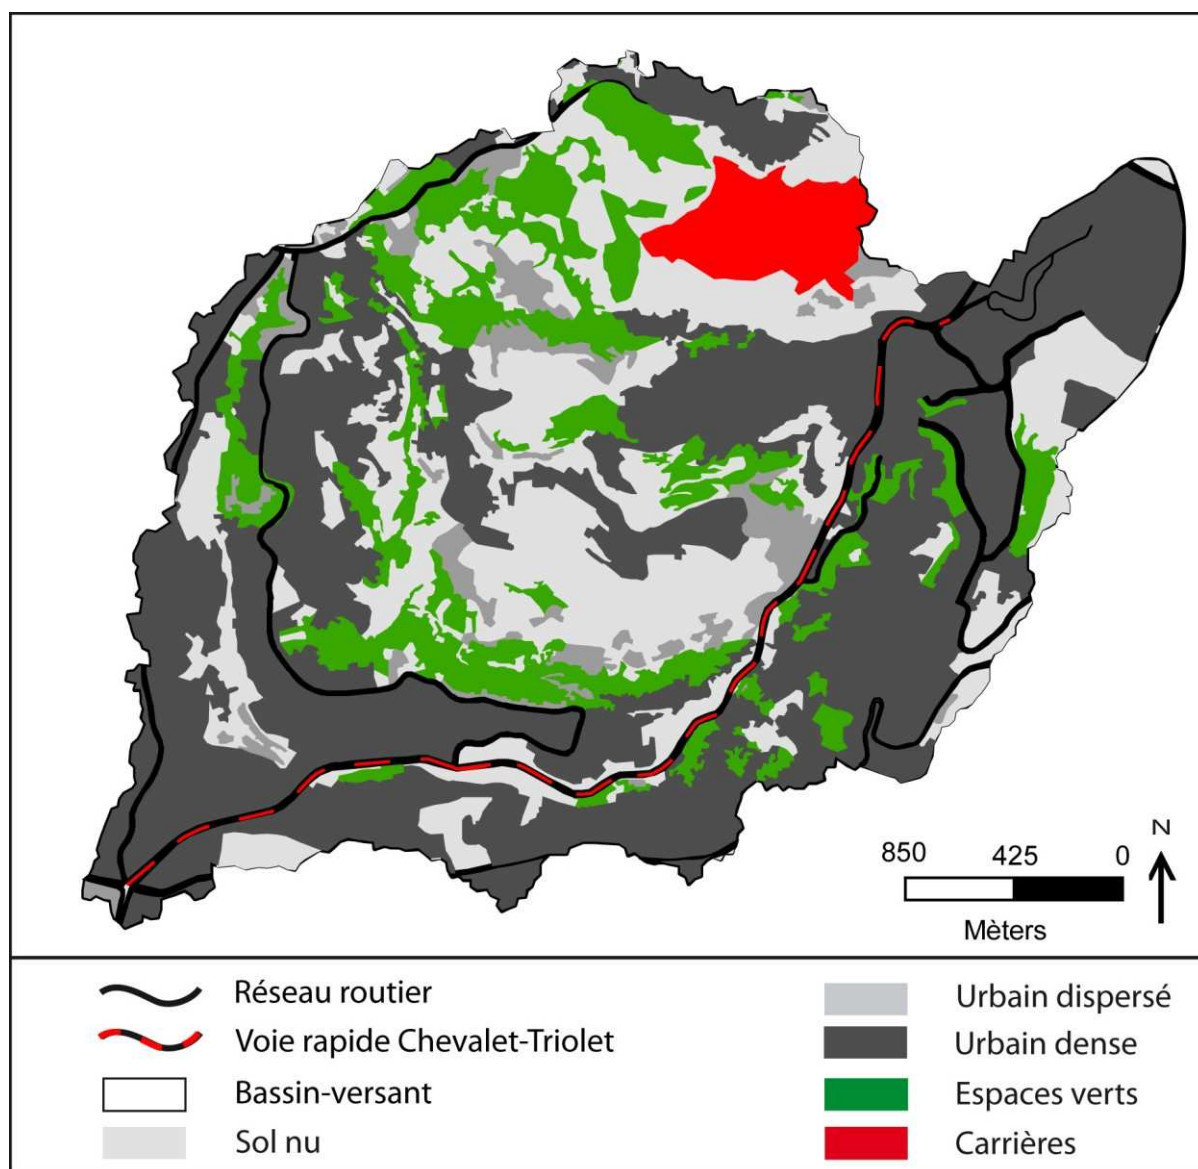 N
850 425 0
Mèters
Réseau routier
Voie rapide Chevalet-Triolet
Bassin-versant
Sol nu
Urbain dispersé
Urbain dense
Espaces verts
Carrières